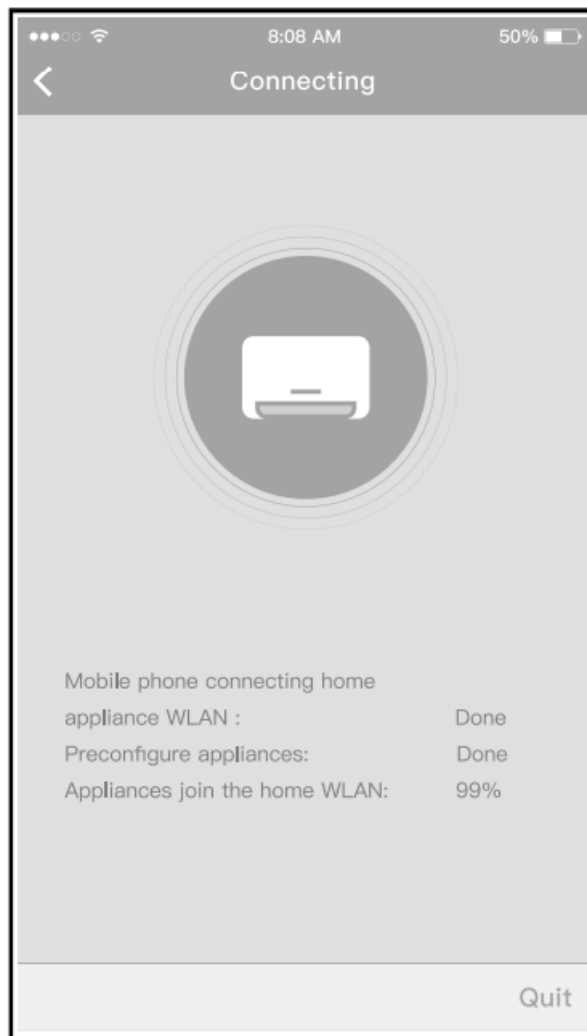 8:08 AM
50%
Connecting
Mobile phone connecting home
appliance WLAN : Done
Preconfigure appliances: Done
Appliances join the home WLAN: 99%
Quit